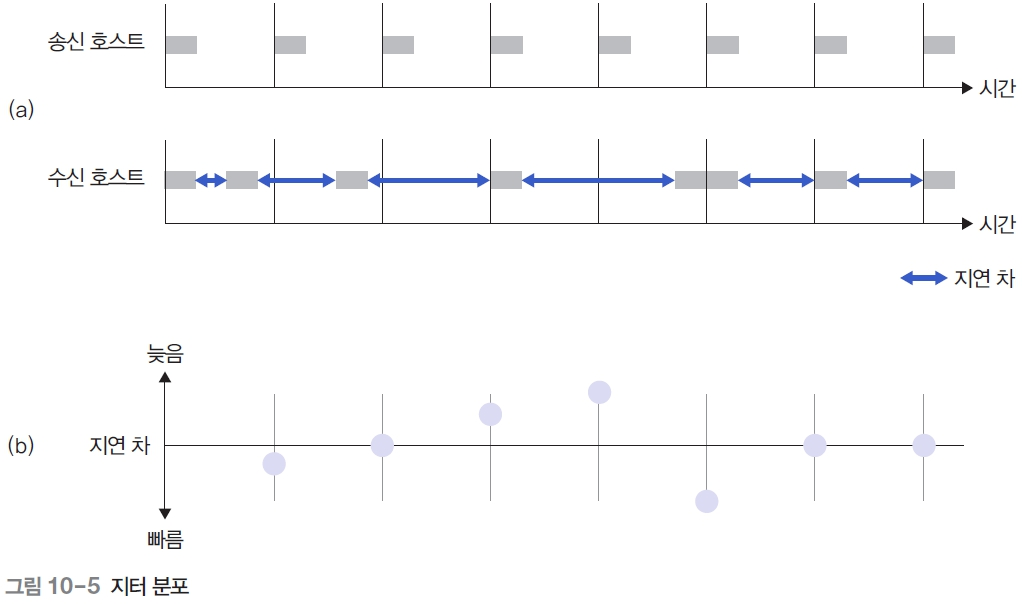 송신 호스트
시간
(a)
수신 호스트
시간
지연 차
늦음
(b)
지연 차
빠름
그림 10-5 지터 분포